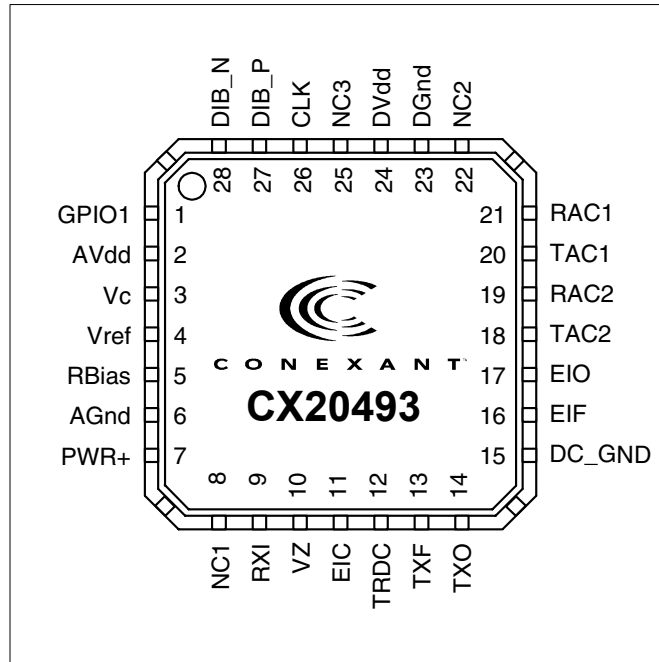 DIB_N
DIB_P
CLK
NC3
DVdd
DGnd
NC2
28
27
26
25
24
23
22
GPIO1 1
AVdd 2
Vc 3
Vref 4
RBias 5
AGnd 6
PWR+ 7
21 RAC1
20 TAC1
19 RAC2
18 TAC2
17 EIO
16 EIF
15 DC_GND
CONEXANT™
CX20493
8
9
10
11
12
13
14
NC1
RXI
VZ
EIC
TRDC
TXF
TXO